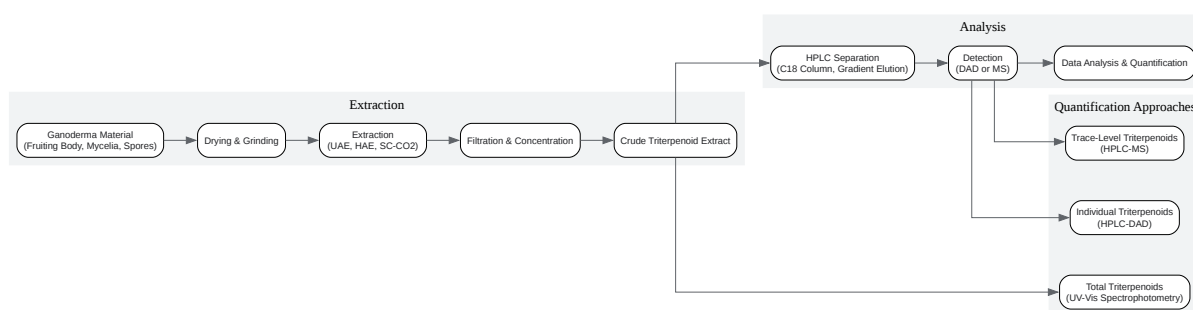 Analysis
HPLC Separation
(C18 Column, Gradient Elution)
Detection
(DAD or MS)
Data Analysis & Quantification
Extraction
Ganoderma Material
(Fruiting Body, Mycelia, Spores)
Drying & Grinding
Extraction
(UAE, HAE, SC-CO2)
Filtration & Concentration
Crude Triterpenoid Extract
Quantification Approaches
Trace-Level Triterpenoids
(HPLC-MS)
Individual Triterpenoids
(HPLC-DAD)
Total Triterpenoids
(UV-Vis Spectrophotometry)